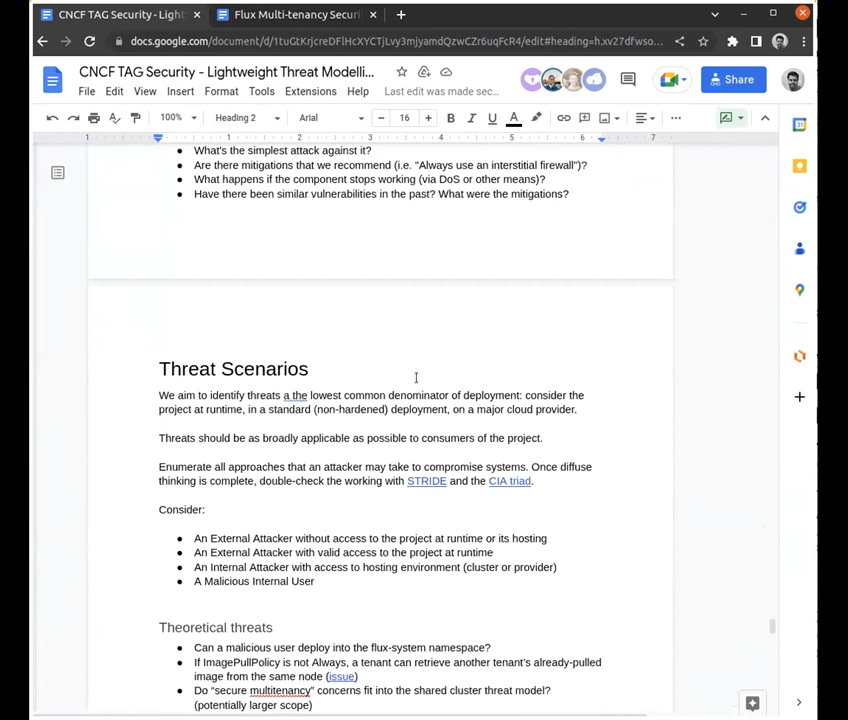 CNCF TAG Security - Light
Flux Multi-tenancy Securi
docs.google.com/document/d/1tuGtKrjcreDFlHcXYCTjLvy3mjyamdQzwCZr6uqFcR4/edit#heading=h.xv27dfwso...
CNCF TAG Security - Lightweight Threat Modelli...
Share
File Edit View Insert Format Tools Extensions Help Last edit was made sec...
100% Heading 2 Arial 16 B I U A
1 1 2 3 4 5 6 7
What's the simplest attack against it?
Are there mitigations that we recommend (i.e. "Always use an interstitial firewall")?
What happens if the component stops working (via DoS or other means)?
Have there been similar vulnerabilities in the past? What were the mitigations?
Threat Scenarios
We aim to identify threats a the lowest common denominator of deployment: consider the
project at runtime, in a standard (non-hardened) deployment, on a major cloud provider.
Threats should be as broadly applicable as possible to consumers of the project.
Enumerate all approaches that an attacker may take to compromise systems. Once diffuse
thinking is complete, double-check the working with STRIDE and the CIA triad.
Consider:
An External Attacker without access to the project at runtime or its hosting
An External Attacker with valid access to the project at runtime
An Internal Attacker with access to hosting environment (cluster or provider)
A Malicious Internal User
Theoretical threats
Can a malicious user deploy into the flux-system namespace?
If ImagePullPolicy is not Always, a tenant can retrieve another tenant's already-pulled
image from the same node (issue)
Do “secure multitenancy” concerns fit into the shared cluster threat model?
(potentially larger scope)